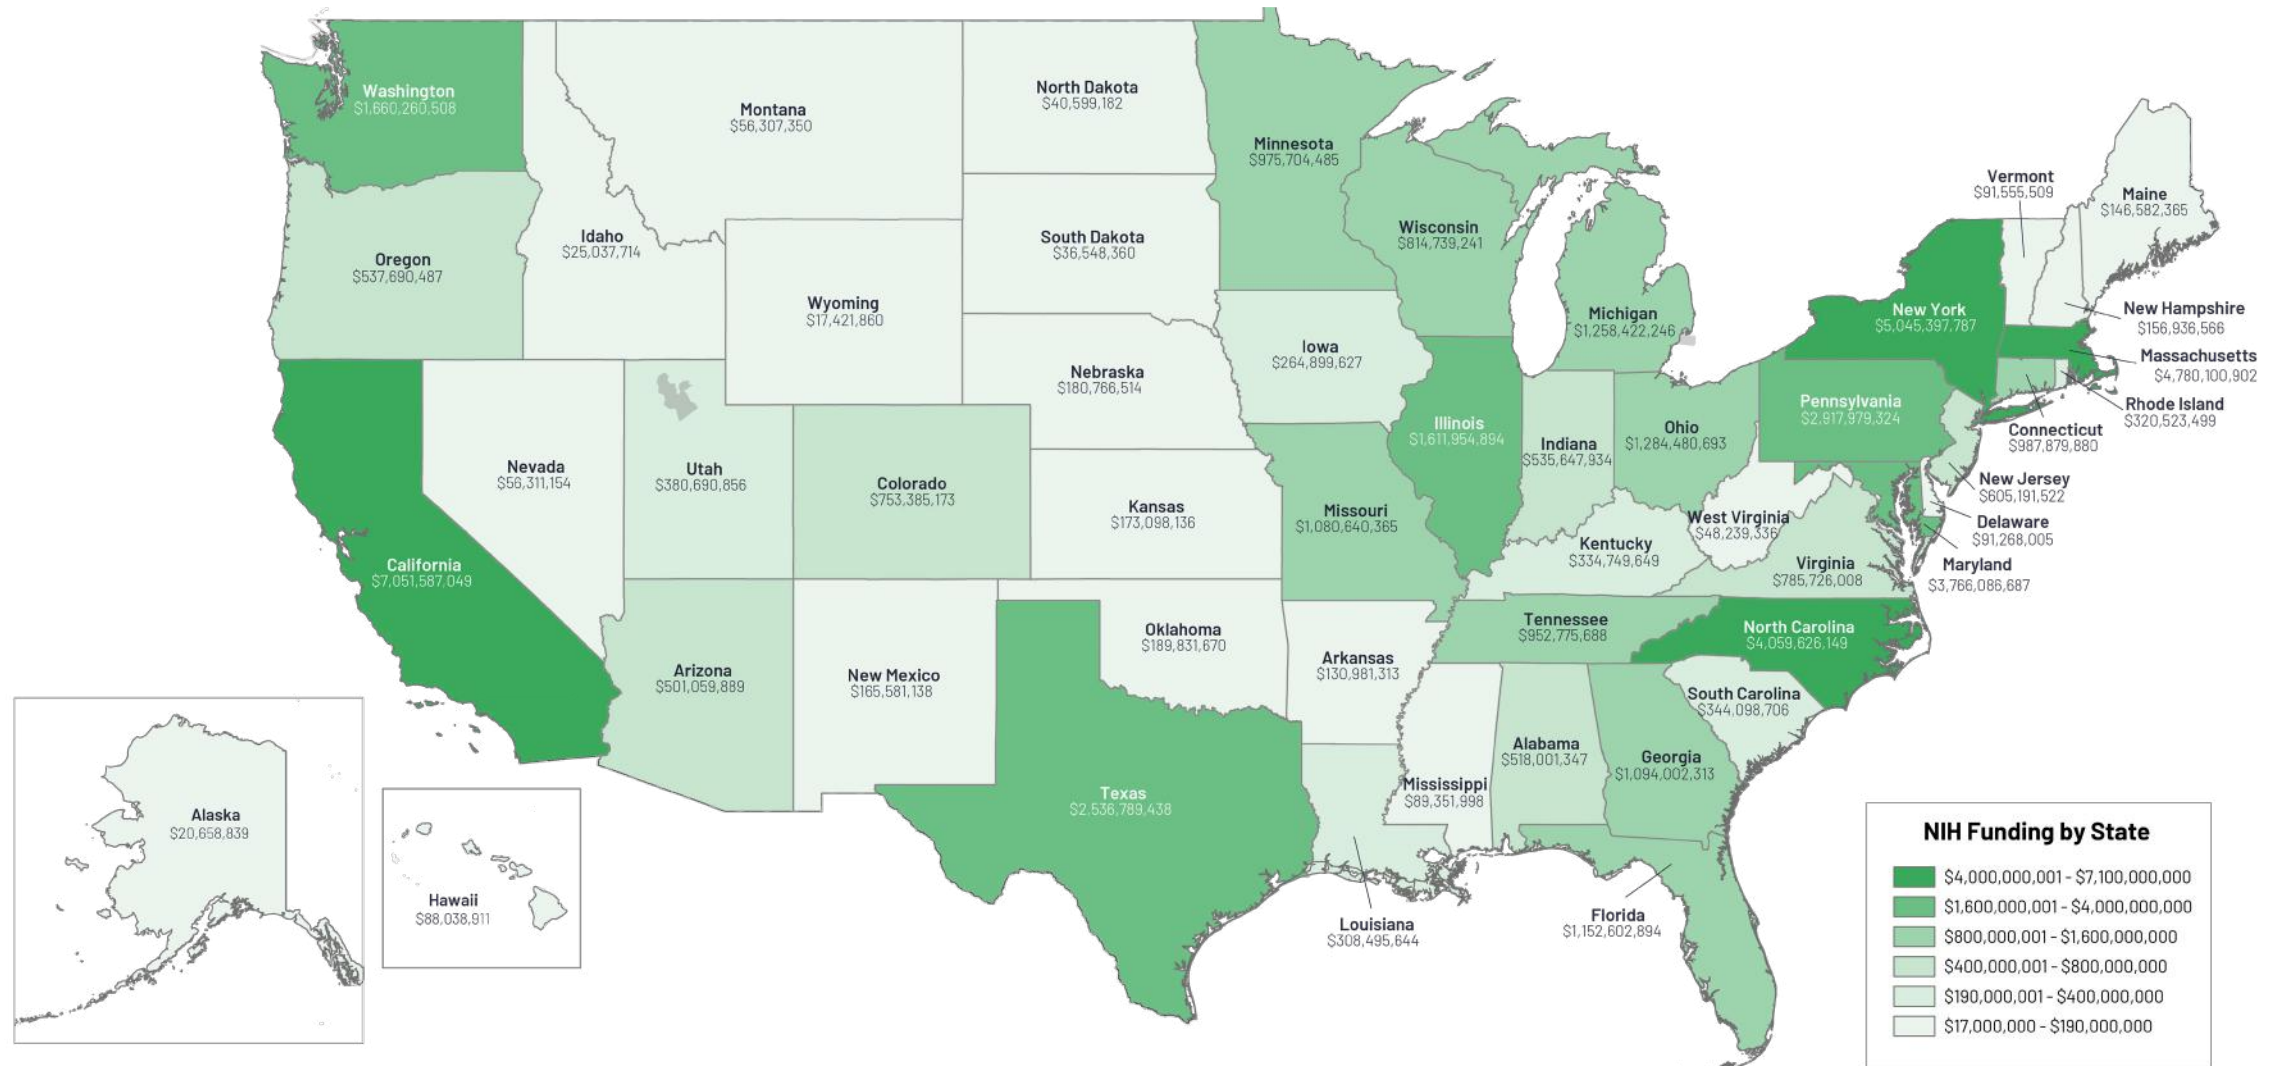 Washington
$1,660,260,508
Montana
$56,307,350
North Dakota
$40,599,182
Minnesota
$975,704,485
Vermont
$91,555,509
Maine
$146,582,365
Oregon
$537,690,487
Idaho
$25,037,714
Wyoming
$17,421,860
South Dakota
$36,548,360
Wisconsin
$814,739,241
Michigan
$1,258,422,246
New York
$5,045,397,787
New Hampshire
$156,936,566
Massachusetts
$4,780,100,902
Rhode Island
$320,523,499
Connecticut
$987,879,880
Nebraska
$180,766,514
Iowa
$264,899,627
Illinois
$1,611,954,894
Indiana
$535,647,934
Ohio
$1,284,480,693
Pennsylvania
$2,917,979,324
New Jersey
$605,191,522
Delaware
$91,268,005
Maryland
$3,766,086,687
Nevada
$56,311,154
Utah
$380,690,856
Colorado
$753,385,173
Kansas
$173,098,136
Missouri
$1,080,640,365
Kentucky
$334,749,649
West Virginia
$48,239,336
Virginia
$785,726,008
California
$7,051,587,049
Arizona
$501,059,889
New Mexico
$165,581,138
Oklahoma
$189,831,670
Arkansas
$130,981,313
Tennessee
$952,775,688
North Carolina
$4,059,626,149
South Carolina
$344,098,706
Texas
$2,536,789,438
Mississippi
$89,351,998
Alabama
$518,001,347
Georgia
$1,094,002,313
Louisiana
$308,495,644
Florida
$1,152,602,894
Alaska
$20,658,839
Hawaii
$88,038,911
NIH Funding by State
$4,000,000,001 - $7,100,000,000
$1,600,000,001 - $4,000,000,000
$800,000,001 - $1,600,000,000
$400,000,001 - $800,000,000
$190,000,001 - $400,000,000
$17,000,000 - $190,000,000